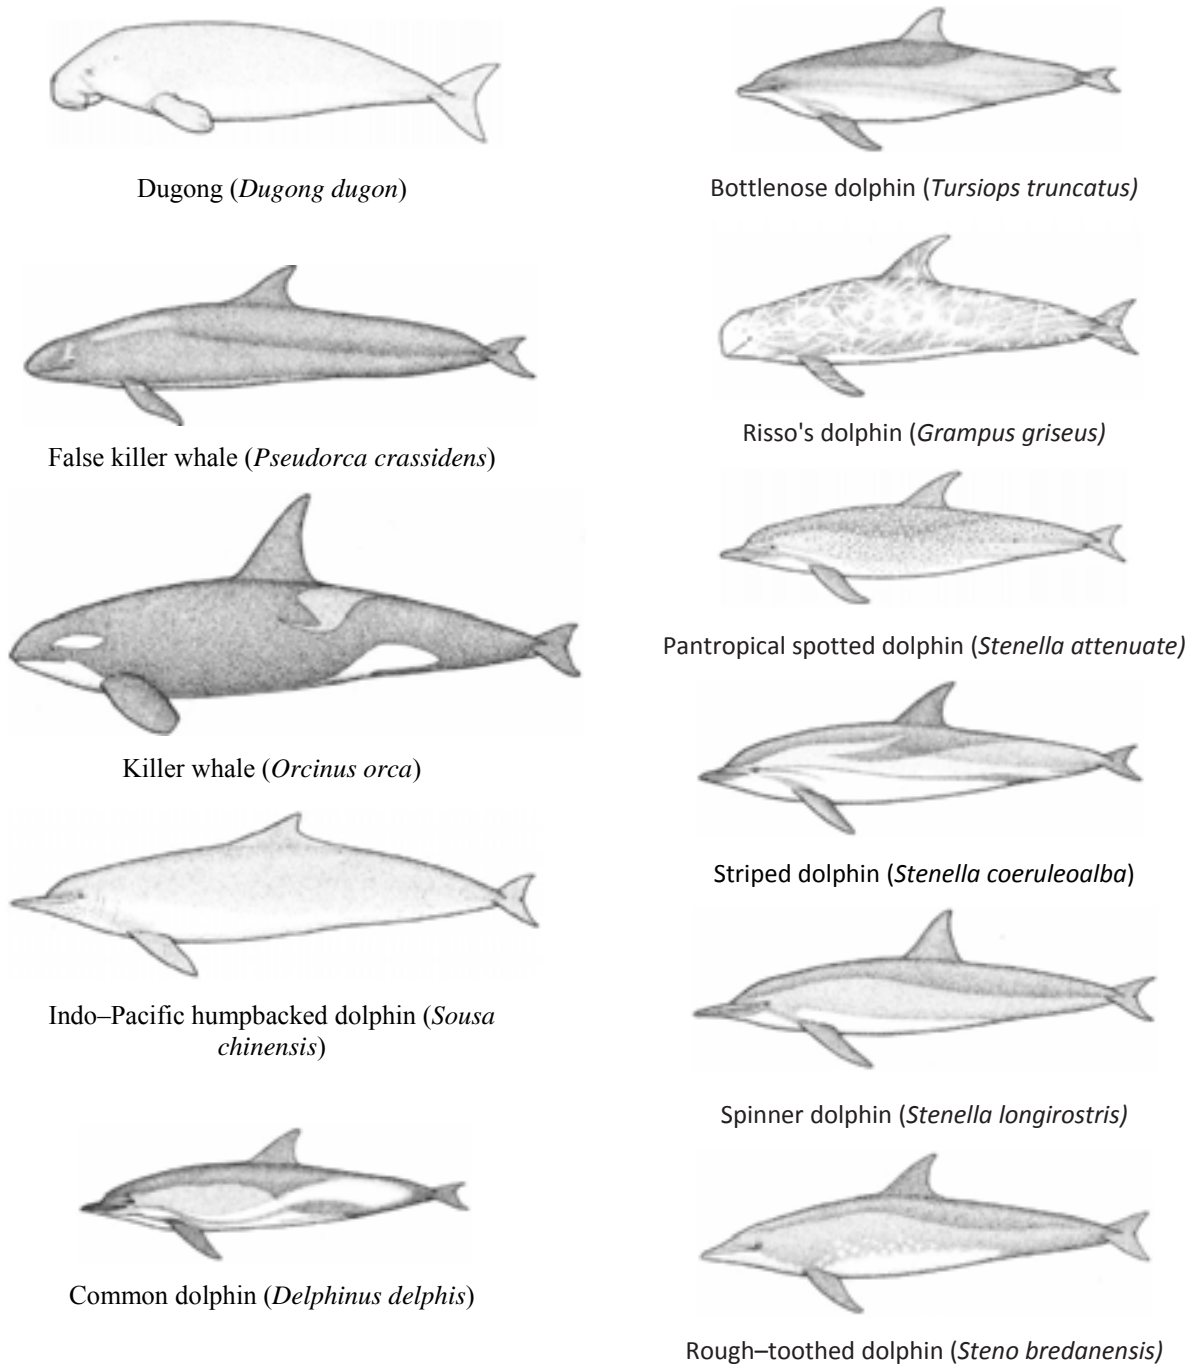 Dugong (Dugong dugon)
False killer whale (Pseudorca crassidens)
Killer whale (Orcinus orca)
Indo–Pacific humpbacked dolphin (Sousa
chinensis)
Common dolphin (Delphinus delphis)
Bottlenose dolphin (Tursiops truncatus)
Risso's dolphin (Grampus griseus)
Pantropical spotted dolphin (Stenella attenuate)
Striped dolphin (Stenella coeruleoalba)
Spinner dolphin (Stenella longirostris)
Rough–toothed dolphin (Steno bredanensis)